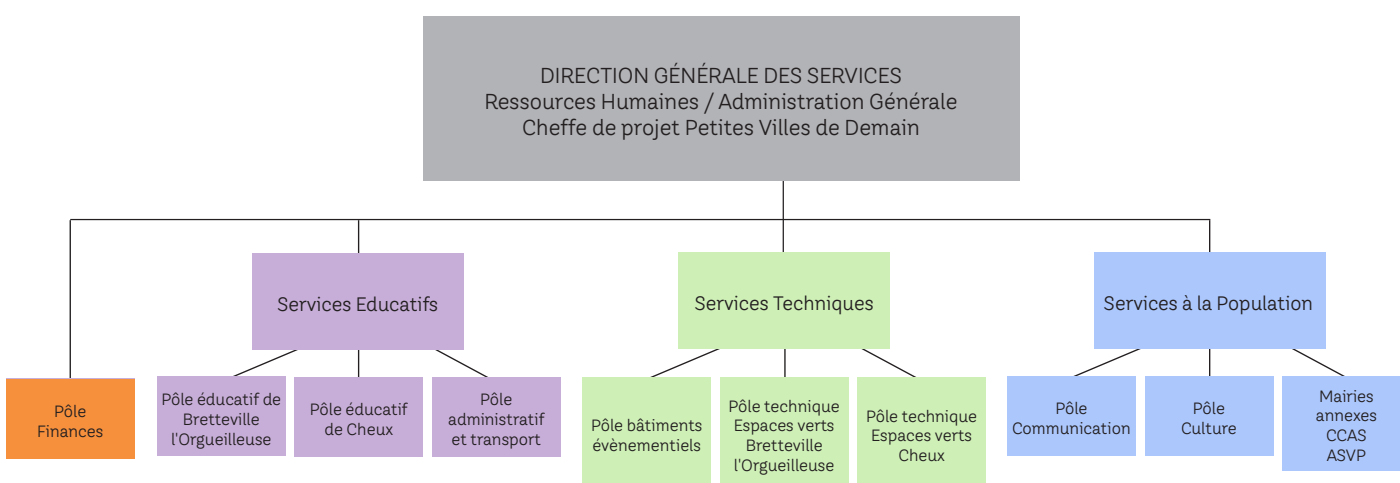 DIRECTION GÉNÉRALE DES SERVICES
Ressources Humaines / Administration Générale
Cheffe de projet Petites Villes de Demain
Services Educatifs
Services Techniques
Services à la Population
Pôle
Finances
Pôle éducatif de
Bretteville
l'Orgueilleuse
Pôle éducatif
de Cheux
Pôle
administratif
et transport
Pôle bâtiments
évènementiels
Pôle technique
Espaces verts
Bretteville
l'Orgueilleuse
Pôle technique
Espaces verts
Cheux
Pôle
Communication
Pôle
Culture
Mairies
annexes
CCAS
ASVP